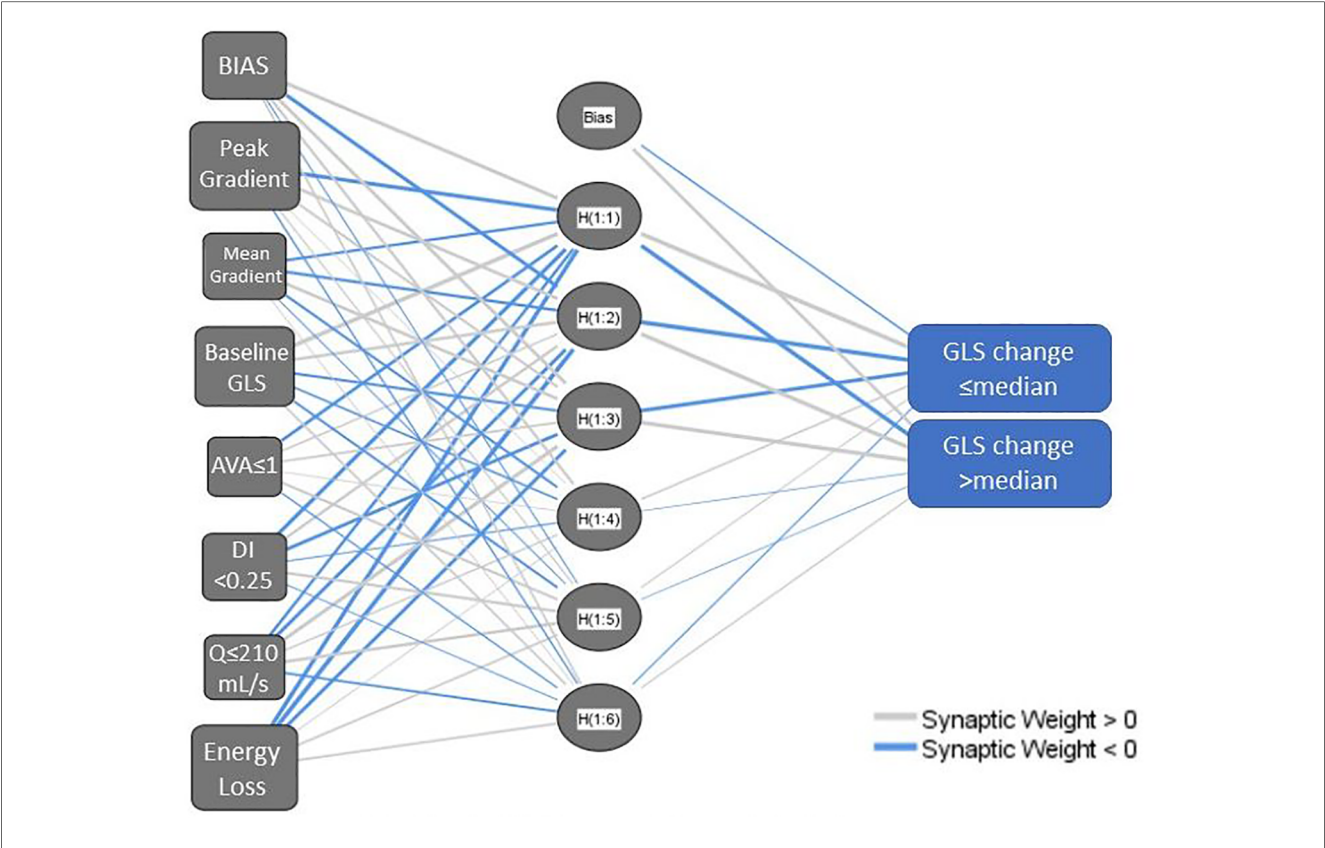 BIAS
Peak
Gradient
Mean
Gradient
Baseline
GLS
AVA≤1
DI
<0.25
Q≤210
mL/s
Energy
Loss
Bias
H(1:1)
H(1:2)
H(1:3)
H(1:4)
H(1:5)
H(1:6)
GLS change
≤median
GLS change
>median
Synaptic Weight > 0
Synaptic Weight < 0